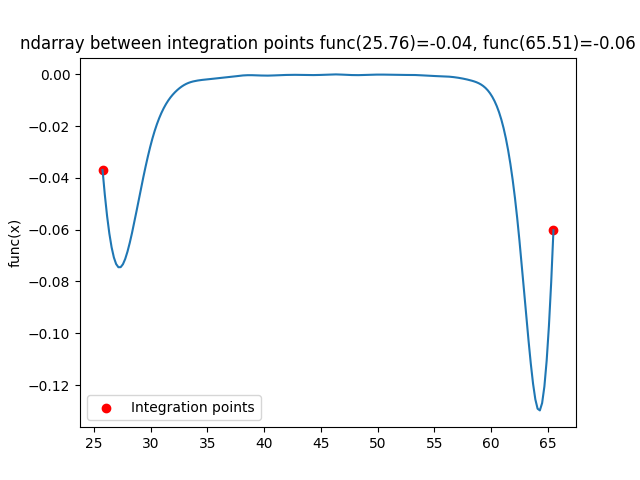 ndarray between integration points func(25.76)=-0.04, func(65.51)=-0.06
0.00
−0.02
−0.04
−0.06
−0.08
−0.10
−0.12
func(x)
Integration points
25 30 35 40 45 50 55 60 65